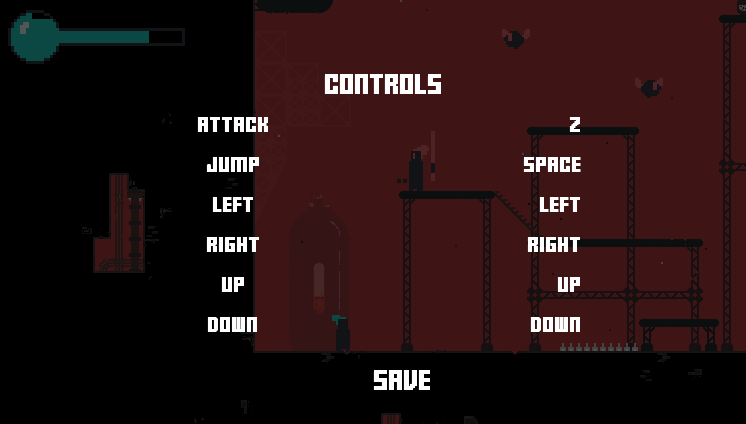 CONTROLS
ATTACK Z
JUMP SPACE
LEFT LEFT
RIGHT RIGHT
UP UP
DOWN DOWN
SAVE